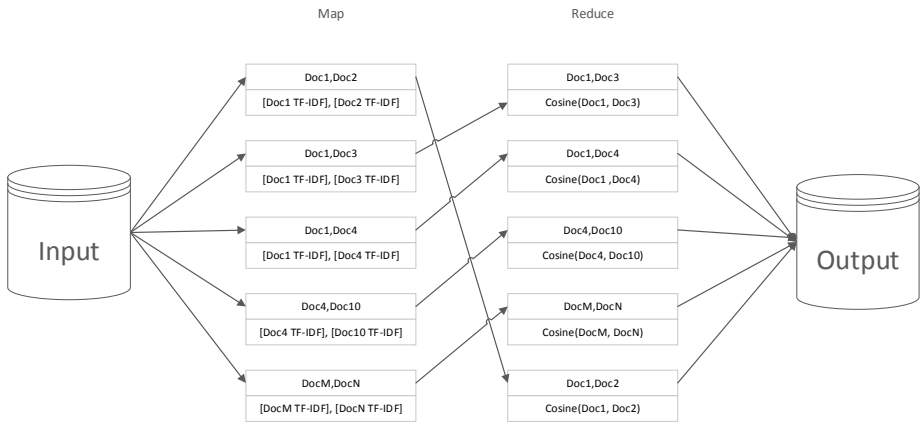 Map
Reduce
Input
Doc1,Doc2
[Doc1 TF-IDF], [Doc2 TF-IDF]
Doc1,Doc3
[Doc1 TF-IDF], [Doc3 TF-IDF]
Doc1,Doc4
[Doc1 TF-IDF], [Doc4 TF-IDF]
Doc4,Doc10
[Doc4 TF-IDF], [Doc10 TF-IDF]
DocM,DocN
[DocM TF-IDF], [DocN TF-IDF]
Doc1,Doc3
Cosine(Doc1, Doc3)
Doc1,Doc4
Cosine(Doc1 ,Doc4)
Doc4,Doc10
Cosine(Doc4, Doc10)
DocM,DocN
Cosine(DocM, DocN)
Doc1,Doc2
Cosine(Doc1, Doc2)
Output